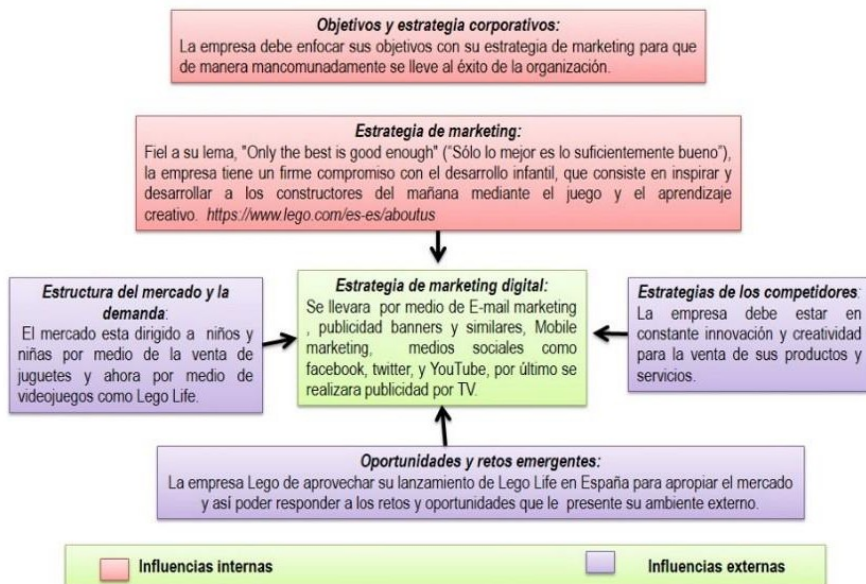 Objetivos y estrategia corporativos:
La empresa debe enfocar sus objetivos con su estrategia de marketing para que
de manera mancomunadamente se lleve al éxito de la organización.
Estrategia de marketing:
Fiel a su lema, "Only the best is good enough" (“Sólo lo mejor es lo suficientemente bueno”),
la empresa tiene un firme compromiso con el desarrollo infantil, que consiste en inspirar y
desarrollar a los constructores del mañana mediante el juego y el aprendizaje
creativo. https://www.lego.com/es-es/aboutus
Estructura del mercado y la
demanda:
El mercado esta dirigido a niños y
niñas por medio de la venta de
juguetes y ahora por medio de
videojuegos como Lego Life.
Estrategia de marketing digital:
Se llevara por medio de E-mail marketing
, publicidad banners y similares, Mobile
marketing, medios sociales como
facebook, twitter, y YouTube, por último se
realizara publicidad por TV.
Estrategias de los competidores:
La empresa debe estar en
constante innovación y creatividad
para la venta de sus productos y
servicios.
Oportunidades y retos emergentes:
La empresa Lego de aprovechar su lanzamiento de Lego Life en España para apropiar el mercado
y así poder responder a los retos y oportunidades que le presente su ambiente externo.
Influencias internas
Influencias externas